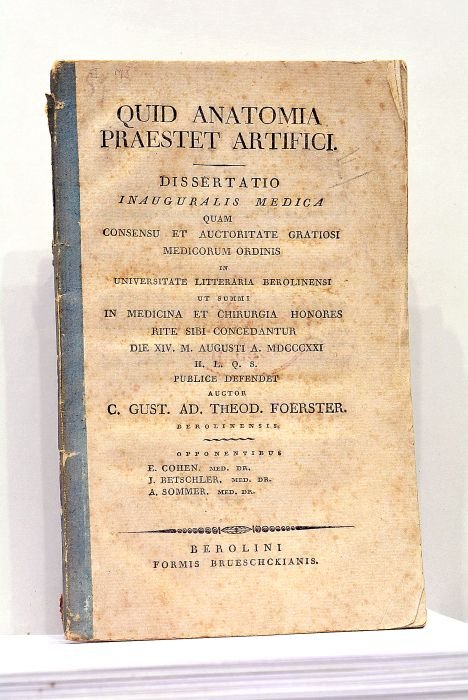 QUID ANATOMIA
PRAESTET ARTIFICI.
DISSERTATIO
INAUGURALIS MEDICA
QUAM
CONSENSU ET AUCTORITATE GRATIOSI
MEDICORUM ORDINIS
IN
UNIVERSITATE LITTERARIA BEROLINENSI
UT SUMMI
IN MEDICINA ET CHIRURGIA HONORES
RITE SIBI CONCEDANTUR
DIE XIV. M. AUGUSTI A. MDCCCXXI
H. L. Q. S.
PUBLICE DEFENDET
AUCTOR
C. GUST. AD. THEOD. FOERSTER.
BEROLINENSIS.
OPPONENTIBUS
E. COHEN, MED. DR.
J. BETSCHLER, MED. DR.
A. SOMMER, MED. DR.
BEROLINI
FORMIS BRUESCHCKIANIS.